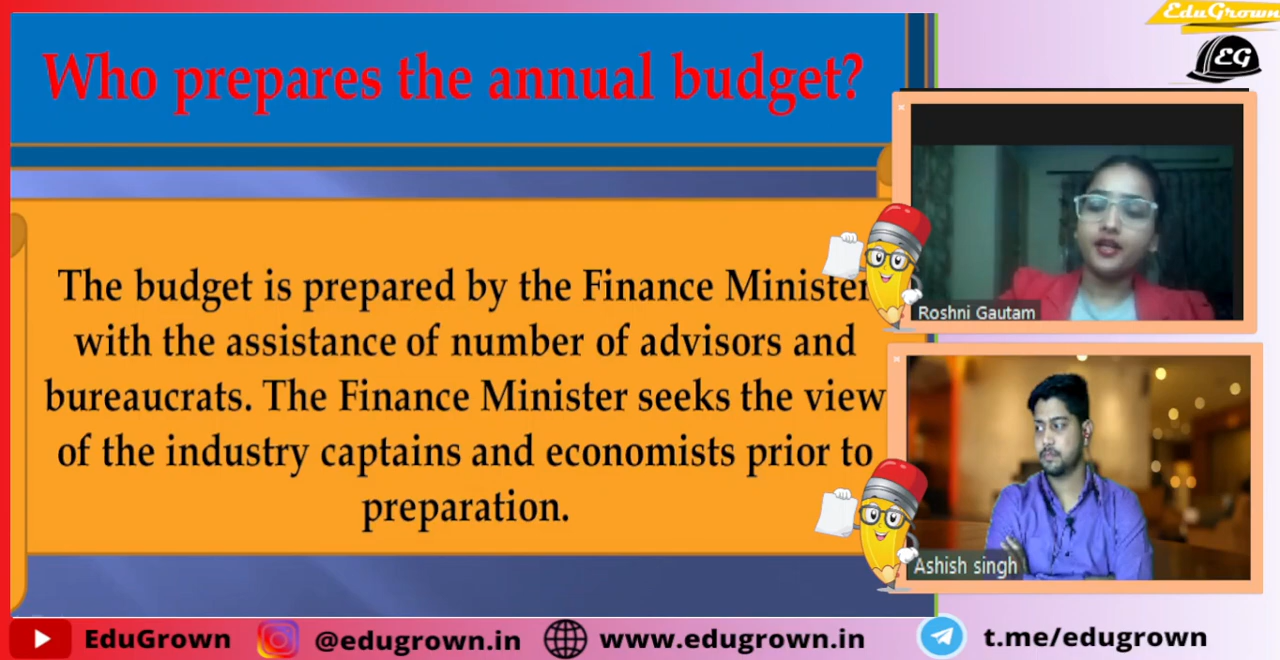 EduGrown
EG
Who prepares the annual budget?
The budget is prepared by the Finance Minister
with the assistance of number of advisors and
bureaucrats. The Finance Minister seeks the view
of the industry captains and economists prior to
preparation.
Roshni Gautam
Ashish singh
EduGrown
@edugrown.in
www.edugrown.in
t.me/edugrown